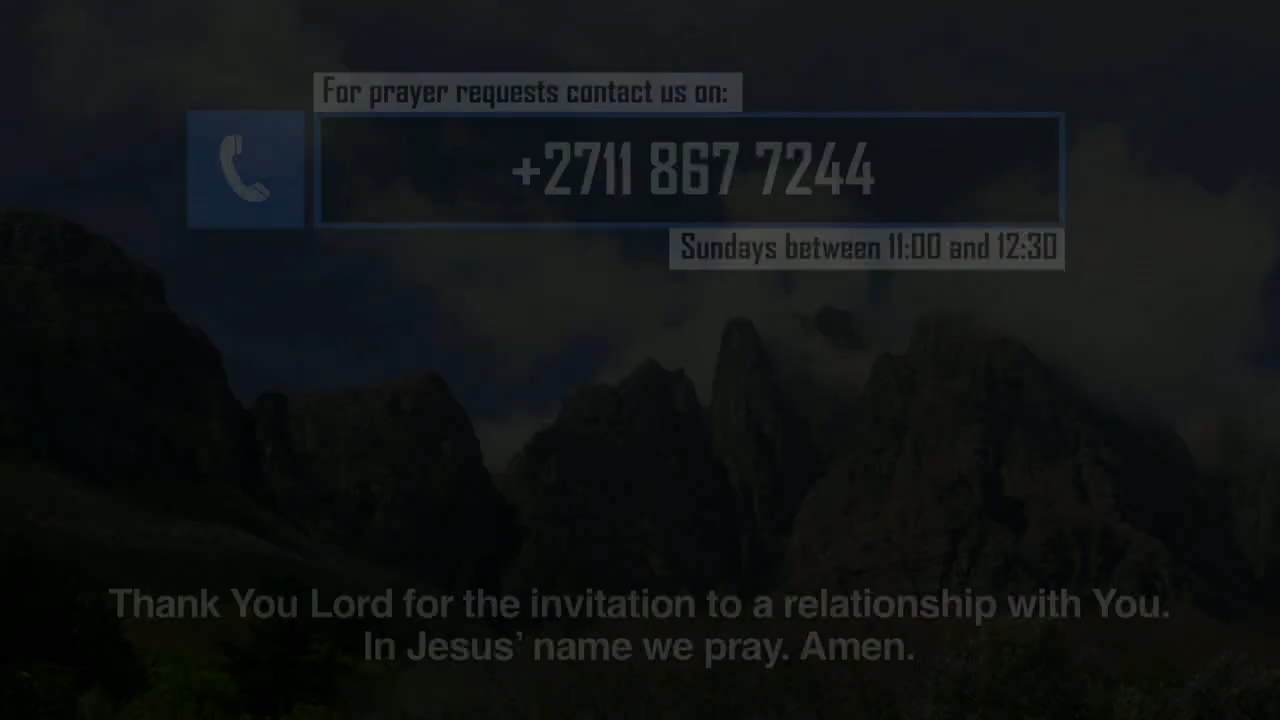 For prayer requests contact us on:
+2711 867 7244
Sundays between 11:00 and 12:30
Thank You Lord for the invitation to a relationship with You.
In Jesus’ name we pray. Amen.